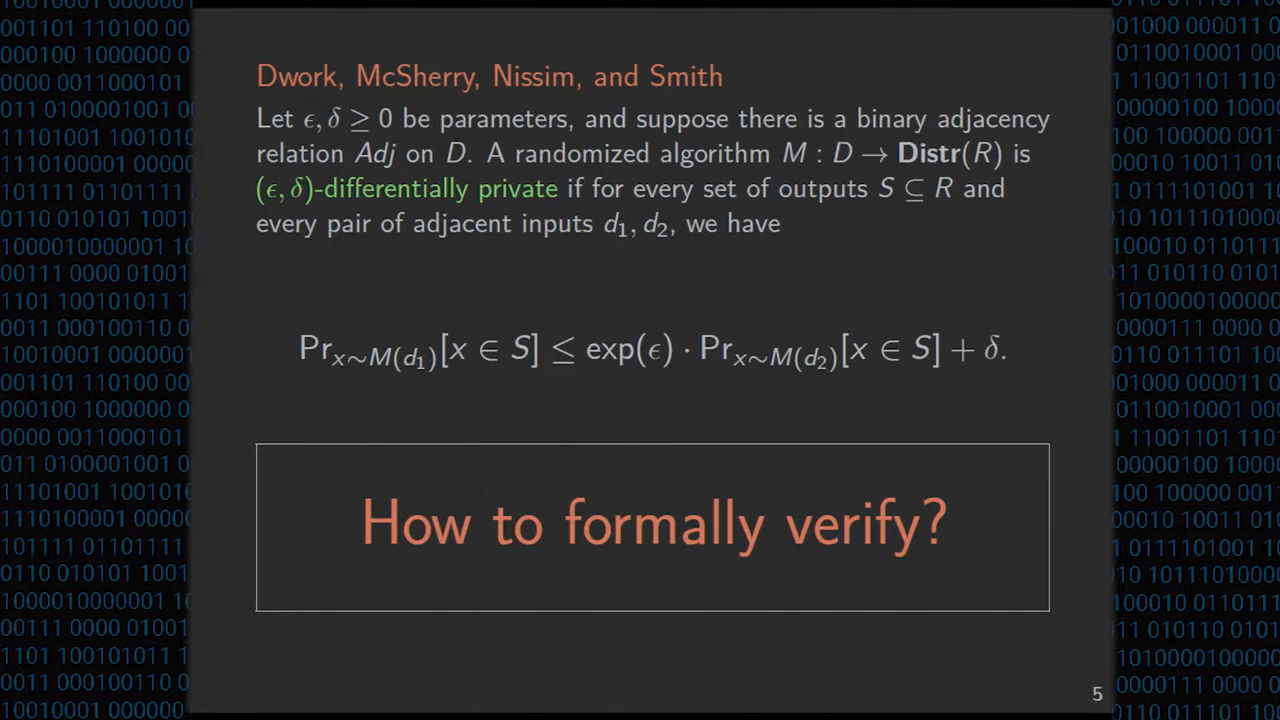 Dwork, McSherry, Nissim, and Smith
Let ϵ, δ ≥ 0 be parameters, and suppose there is a binary adjacency
relation Adj on D. A randomized algorithm M : D → Distr(R) is
(ϵ, δ)-differentially private if for every set of outputs S ⊆ R and
every pair of adjacent inputs d₁, d₂, we have
Pr_{x∼M(d₁)}[x ∈ S] ≤ exp(ϵ) · Pr_{x∼M(d₂)}[x ∈ S] + δ.
How to formally verify?
5